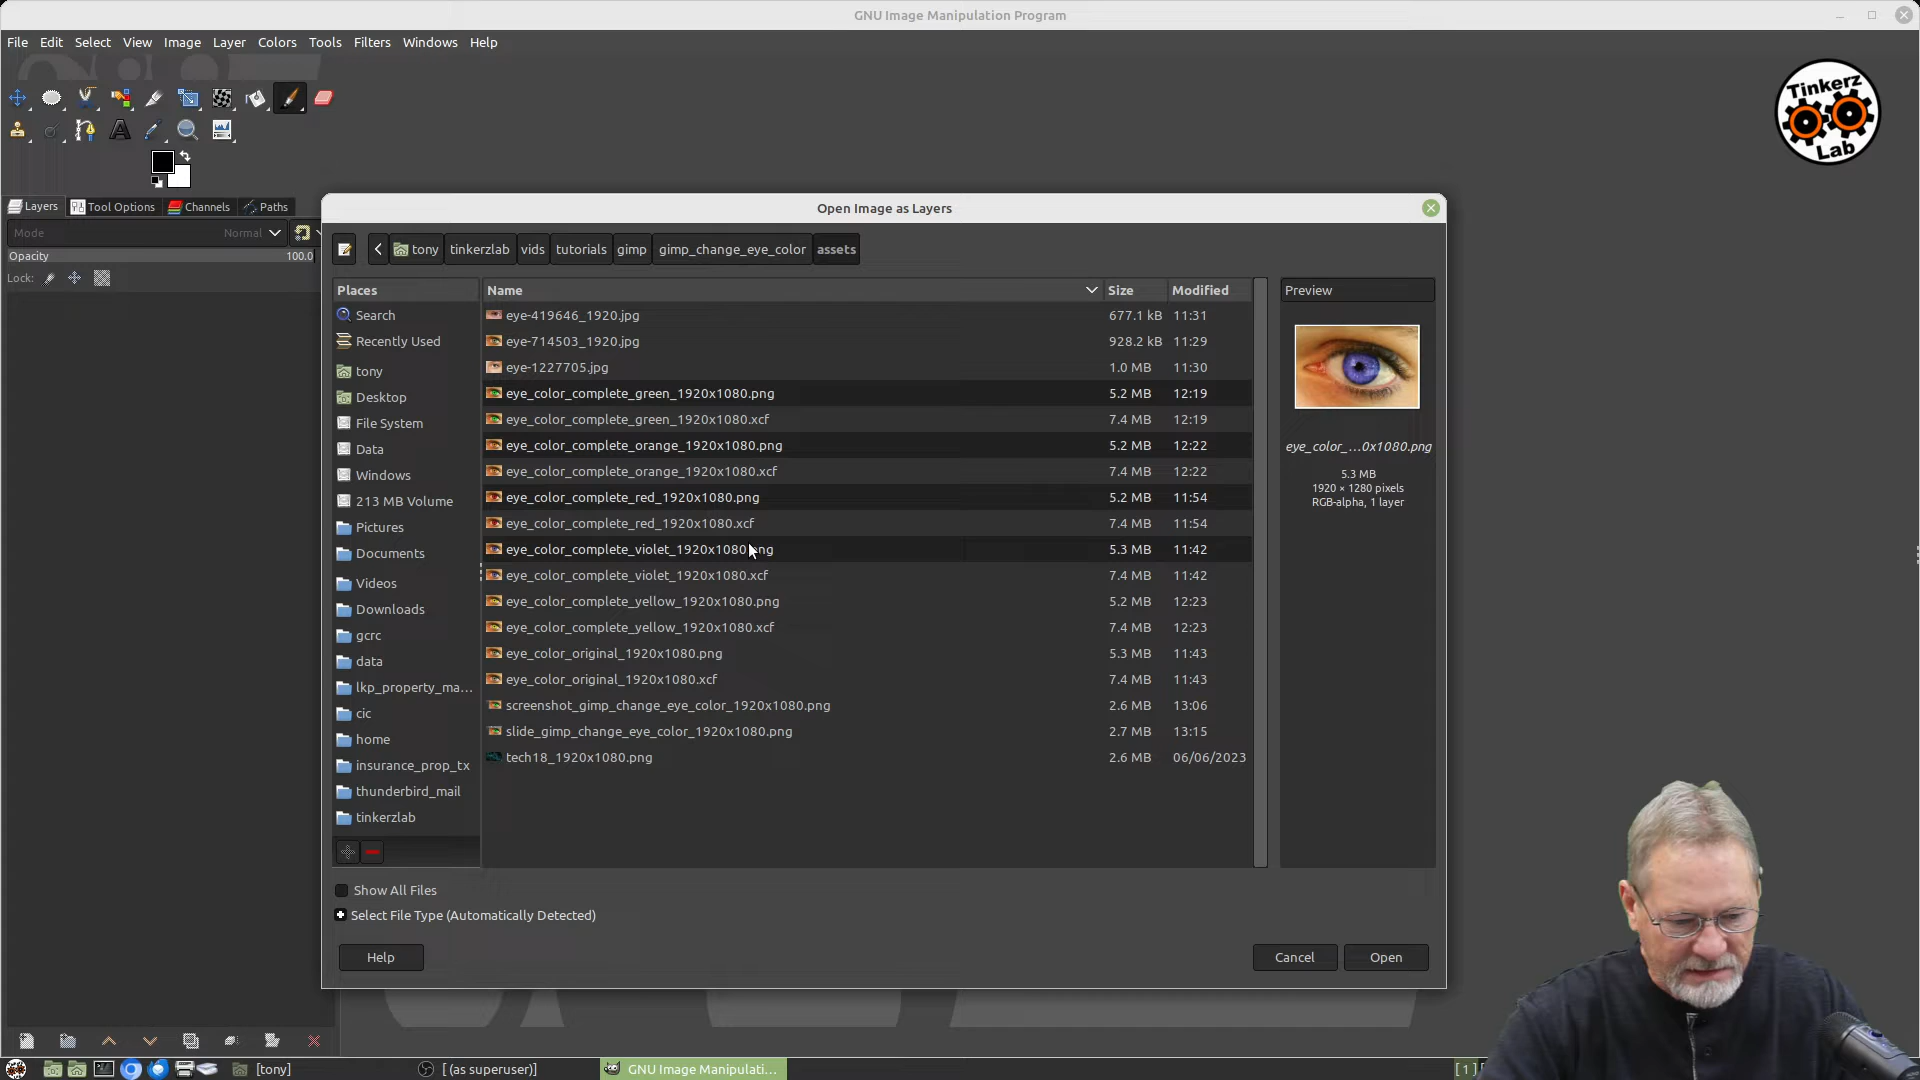 GNU Image Manipulation Program
File Edit Select View Image Layer Colors Tools Filters Windows Help
Tinkerz
Lab
Layers Tool Options Channels Paths
Mode Normal
Opacity 100.0
Lock:
Open Image as Layers
tony tinkerzlab vids tutorials gimp gimp_change_eye_color assets
Places
Search
Recently Used
tony
Desktop
File System
Data
Windows
213 MB Volume
Pictures
Documents
Videos
Downloads
gcrc
data
lkp_property_ma...
cic
home
insurance_prop_tx
thunderbird_mail
tinkerzlab
Name Size Modified
eye-419646_1920.jpg 677.1 kB 11:31
eye-714503_1920.jpg 928.2 kB 11:29
eye-1227705.jpg 1.0 MB 11:30
eye_color_complete_green_1920x1080.png 5.2 MB 12:19
eye_color_complete_green_1920x1080.xcf 7.4 MB 12:19
eye_color_complete_orange_1920x1080.png 5.2 MB 12:22
eye_color_complete_orange_1920x1080.xcf 7.4 MB 12:22
eye_color_complete_red_1920x1080.png 5.2 MB 11:54
eye_color_complete_red_1920x1080.xcf 7.4 MB 11:54
eye_color_complete_violet_1920x1080.png 5.3 MB 11:42
eye_color_complete_violet_1920x1080.xcf 7.4 MB 11:42
eye_color_complete_yellow_1920x1080.png 5.2 MB 12:23
eye_color_complete_yellow_1920x1080.xcf 7.4 MB 12:23
eye_color_original_1920x1080.png 5.3 MB 11:43
eye_color_original_1920x1080.xcf 7.4 MB 11:43
screenshot_gimp_change_eye_color_1920x1080.png 2.6 MB 13:06
slide_gimp_change_eye_color_1920x1080.png 2.7 MB 13:15
tech18_1920x1080.png 2.6 MB 06/06/2023
Preview
eye_color_...0x1080.png
5.3 MB
1920 × 1280 pixels
RGB-alpha, 1 layer
Show All Files
Select File Type (Automatically Detected)
Help Cancel Open
[tony] [ (as superuser)] GNU Image Manipulati... [ 1 ]